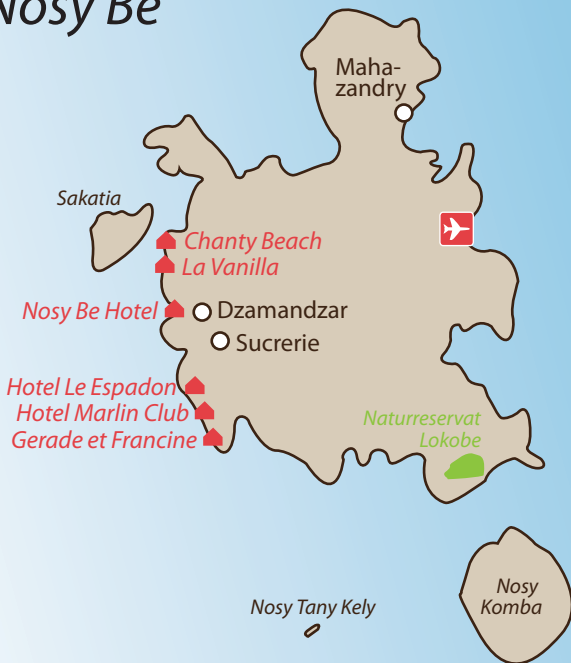 Nosy Be
Maha-
zandry
Sakatia
Chanty Beach
La Vanilla
Nosy Be Hotel
Dzamandzar
Sucrerie
Hotel Le Espadon
Hotel Marlin Club
Gerade et Francine
Naturreservat
Lokobe
Nosy
Komba
Nosy Tany Kely